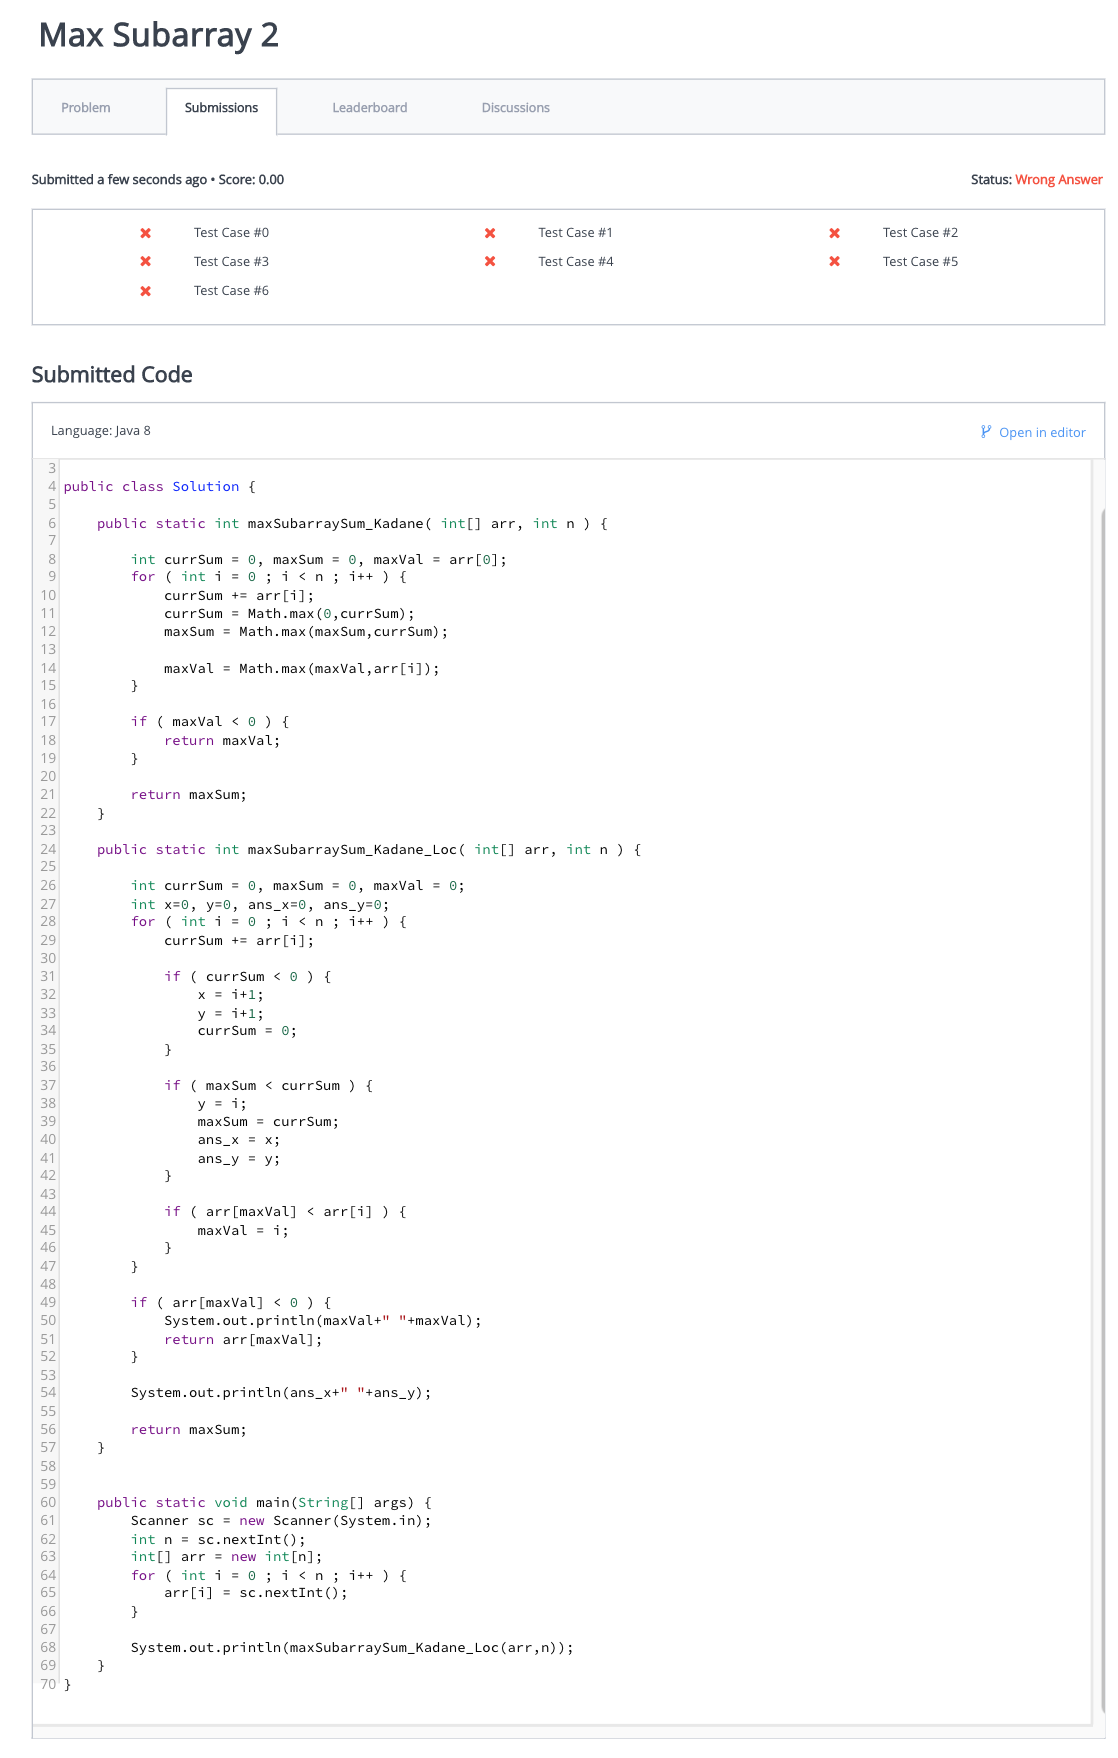 Max Subarray 2
Problem Submissions Leaderboard Discussions
Submitted a few seconds ago • Score: 0.00 Status: Wrong Answer
✖ Test Case #0 ✖ Test Case #1 ✖ Test Case #2
✖ Test Case #3 ✖ Test Case #4 ✖ Test Case #5
✖ Test Case #6
Submitted Code
Language: Java 8 Open in editor
3
4 public class Solution {
5
6     public static int maxSubarraySum_Kadane( int[] arr, int n ) {
7
8         int currSum = 0, maxSum = 0, maxVal = arr[0];
9         for ( int i = 0 ; i < n ; i++ ) {
10             currSum += arr[i];
11             currSum = Math.max(0,currSum);
12             maxSum = Math.max(maxSum,currSum);
13
14             maxVal = Math.max(maxVal,arr[i]);
15         }
16
17         if ( maxVal < 0 ) {
18             return maxVal;
19         }
20
21         return maxSum;
22     }
23
24     public static int maxSubarraySum_Kadane_Loc( int[] arr, int n ) {
25
26         int currSum = 0, maxSum = 0, maxVal = 0;
27         int x=0, y=0, ans_x=0, ans_y=0;
28         for ( int i = 0 ; i < n ; i++ ) {
29             currSum += arr[i];
30
31             if ( currSum < 0 ) {
32                 x = i+1;
33                 y = i+1;
34                 currSum = 0;
35             }
36
37             if ( maxSum < currSum ) {
38                 y = i;
39                 maxSum = currSum;
40                 ans_x = x;
41                 ans_y = y;
42             }
43
44             if ( arr[maxVal] < arr[i] ) {
45                 maxVal = i;
46             }
47         }
48
49         if ( arr[maxVal] < 0 ) {
50             System.out.println(maxVal+" "+maxVal);
51             return arr[maxVal];
52         }
53
54         System.out.println(ans_x+" "+ans_y);
55
56         return maxSum;
57     }
58
59
60     public static void main(String[] args) {
61         Scanner sc = new Scanner(System.in);
62         int n = sc.nextInt();
63         int[] arr = new int[n];
64         for ( int i = 0 ; i < n ; i++ ) {
65             arr[i] = sc.nextInt();
66         }
67
68         System.out.println(maxSubarraySum_Kadane_Loc(arr,n));
69     }
70 }